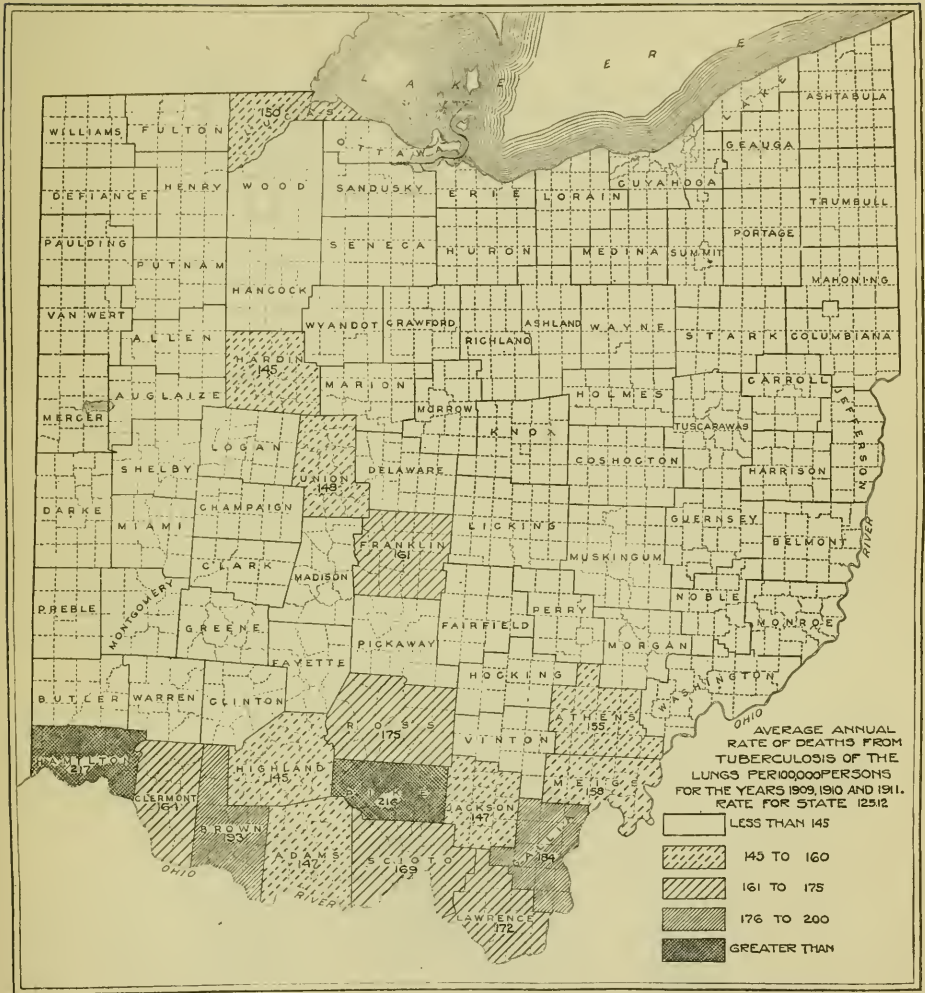 LAKE ERIE
WILLIAMS
FULTON
LUCAS
150
OTTAWA
LAKE
ASHTABULA
GEAUGA
DEFIANCE
HENRY
WOOD
SANDUSKY
ERIE
LORAIN
CUYAHOGA
TRUMBULL
PAULDING
PUTNAM
SENECA
HURON
MEDINA
SUMMIT
PORTAGE
MAHONING
HANCOCK
VAN WERT
ALLEN
WYANDOT
CRAWFORD
RICHLAND
ASHLAND
WAYNE
STARK
COLUMBIANA
HARDIN
145
MARION
MERCER
AUGLAIZE
MORROW
HOLMES
CARROLL
JEFFERSON
TUSCARAWAS
LOGAN
KNOX
SHELBY
UNION
148
DELAWARE
COSHOCTON
HARRISON
DARKE
MIAMI
CHAMPAIGN
LICKING
GUERNSEY
BELMONT
FRANKLIN
161
MUSKINGUM
RIVER
CLARK
MADISON
PREBLE
MONTGOMERY
GREENE
NOBLE
MONROE
PERRY
FAIRFIELD
PICKAWAY
MORGAN
FAYETTE
HOCKING
WASHINGTON
BUTLER
WARREN
CLINTON
ROSS
175
ATHENS
155
VINTON
OHIO
HAMILTON
217
HIGHLAND
145
PIKE
216
MEIGS
158
CLERMONT
164
JACKSON
147
BROWN
193
ADAMS
147
SCIOTO
169
184
OHIO
RIVER
LAWRENCE
172
AVERAGE ANNUAL
RATE OF DEATHS FROM
TUBERCULOSIS OF THE
LUNGS PER 100,000 PERSONS
FOR THE YEARS 1909, 1910 AND 1911.
RATE FOR STATE 125.12
LESS THAN 145
145 TO 160
161 TO 175
176 TO 200
GREATER THAN